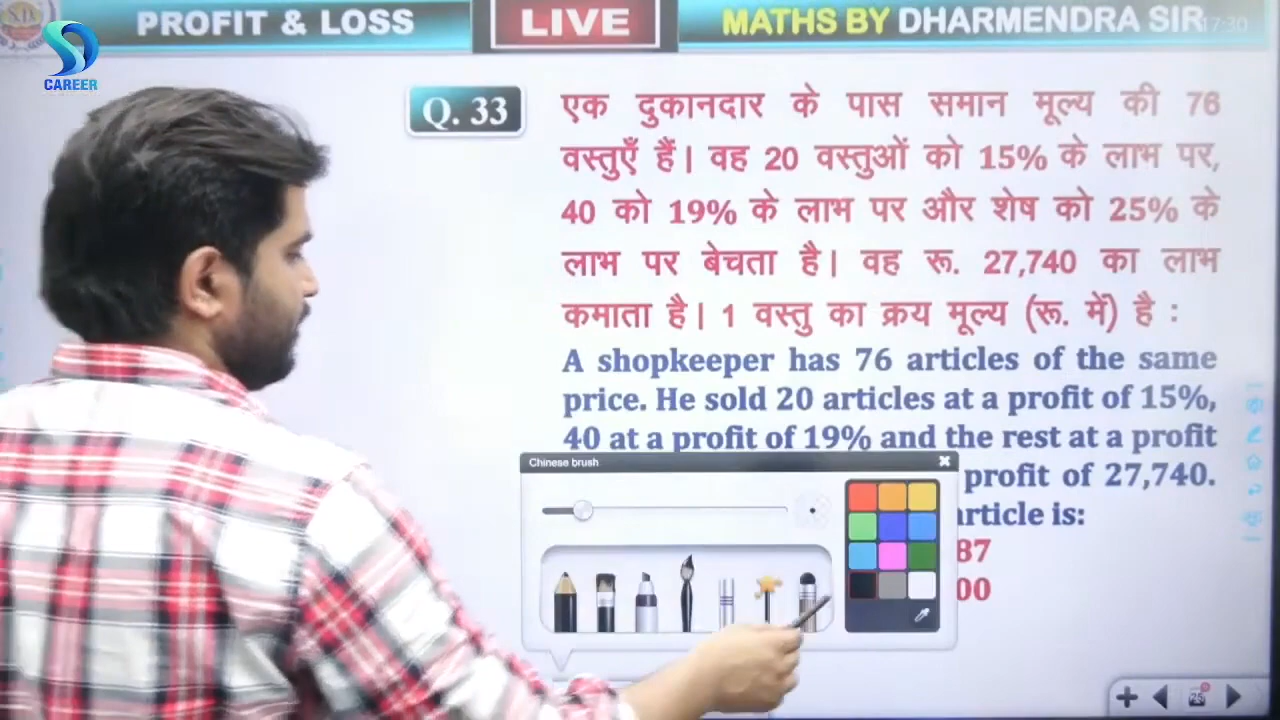 PROFIT & LOSS
LIVE
MATHS BY DHARMENDRA SIR
17:30
CAREER
Q. 33
एक दुकानदार के पास समान मूल्य की 76
वस्तुएँ हैं। वह 20 वस्तुओं को 15% के लाभ पर,
40 को 19% के लाभ पर और शेष को 25% के
लाभ पर बेचता है। वह रू. 27,740 का लाभ
कमाता है। 1 वस्तु का क्रय मूल्य (रू. में) है :
A shopkeeper has 76 articles of the same
price. He sold 20 articles at a profit of 15%,
40 at a profit of 19% and the rest at a profit
profit of 27,740.
article is:
87
00
Chinese brush
25